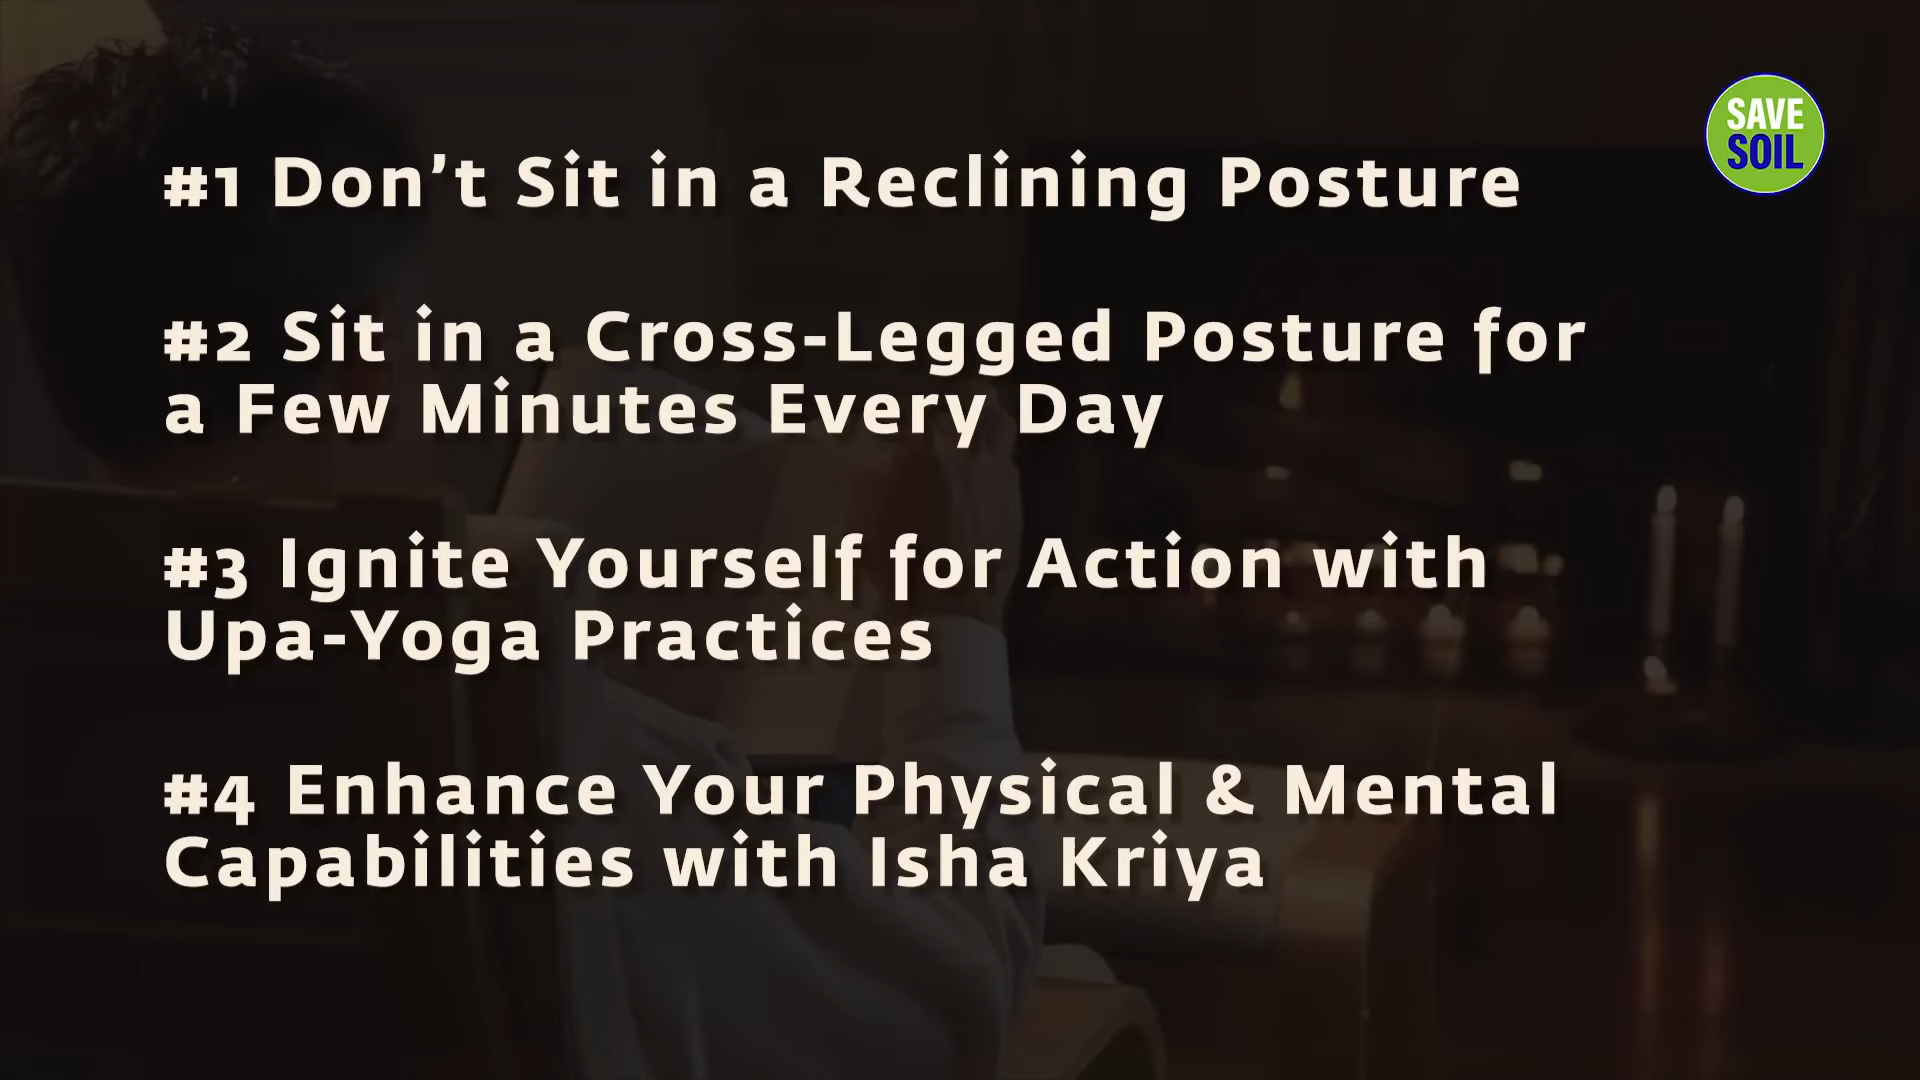 SAVE
SOIL
#1 Don't Sit in a Reclining Posture
#2 Sit in a Cross-Legged Posture for
a Few Minutes Every Day
#3 Ignite Yourself for Action with
Upa-Yoga Practices
#4 Enhance Your Physical & Mental
Capabilities with Isha Kriya